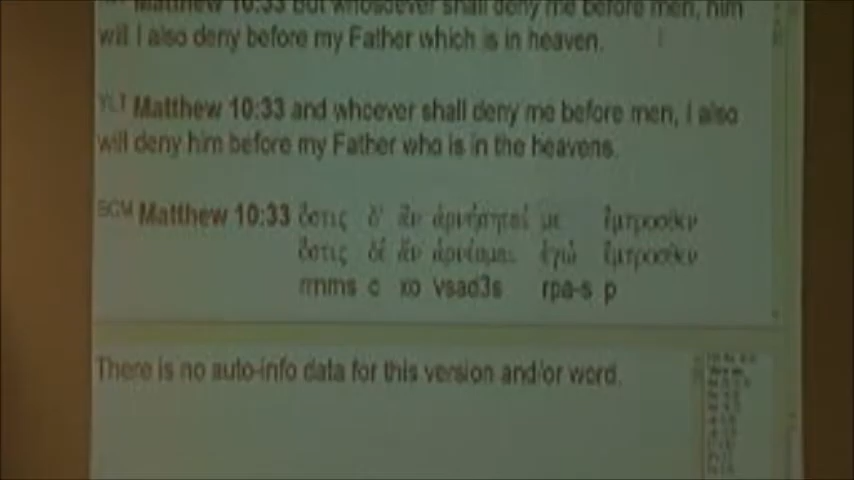 Matthew 10:33 But whosoever shall deny me before men, him
will I also deny before my Father which is in heaven.
YLT Matthew 10:33 and whoever shall deny me before men, I also
will deny him before my Father who is in the heavens.
Matthew 10:33 ὅστις δ' ἂν ἀρνήσηταί με ἔμπροσθεν
ὅστις δέ ἄν ἀρνέομαι ἐγώ ἔμπροσθεν
rrnms c xo vsad3s rpa-s p
There is no auto-info data for this version and/or word.